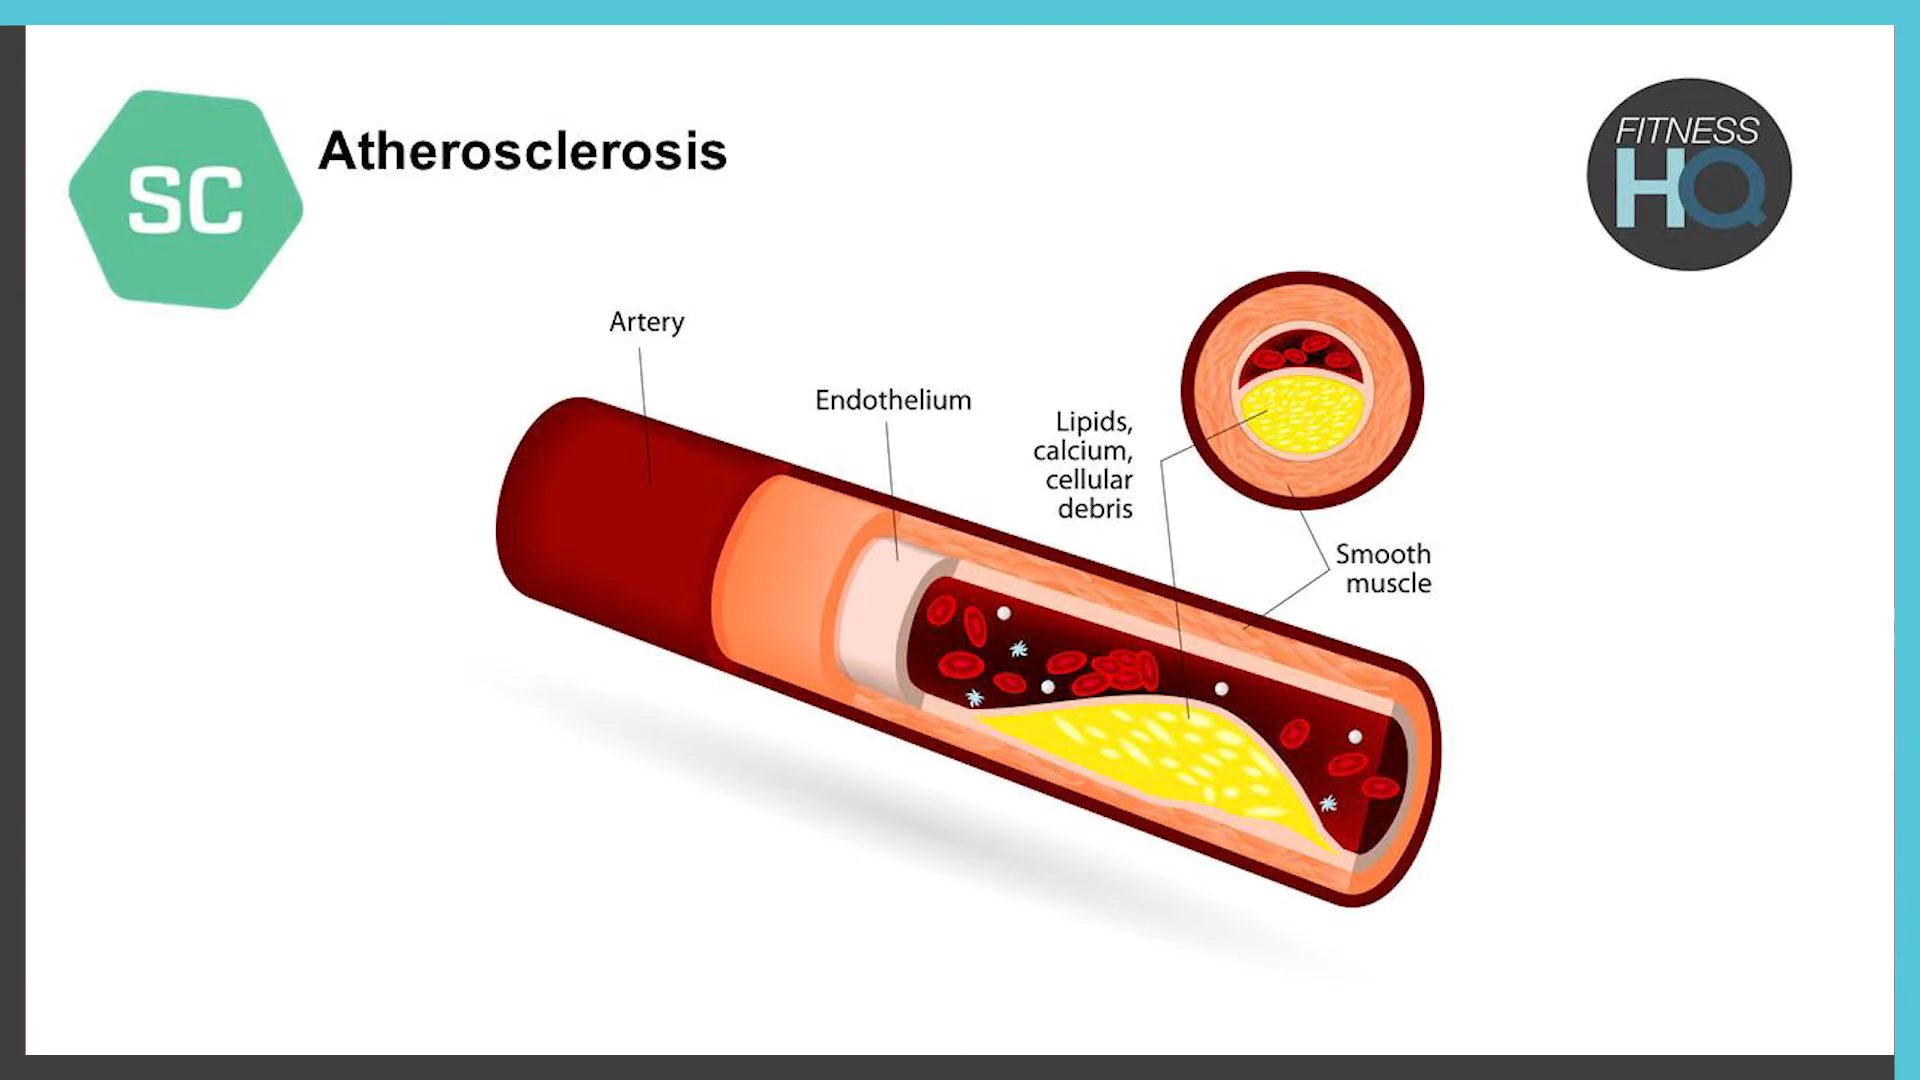 SC
Atherosclerosis
FITNESS
HQ
Artery
Endothelium
Lipids,
calcium,
cellular
debris
Smooth
muscle